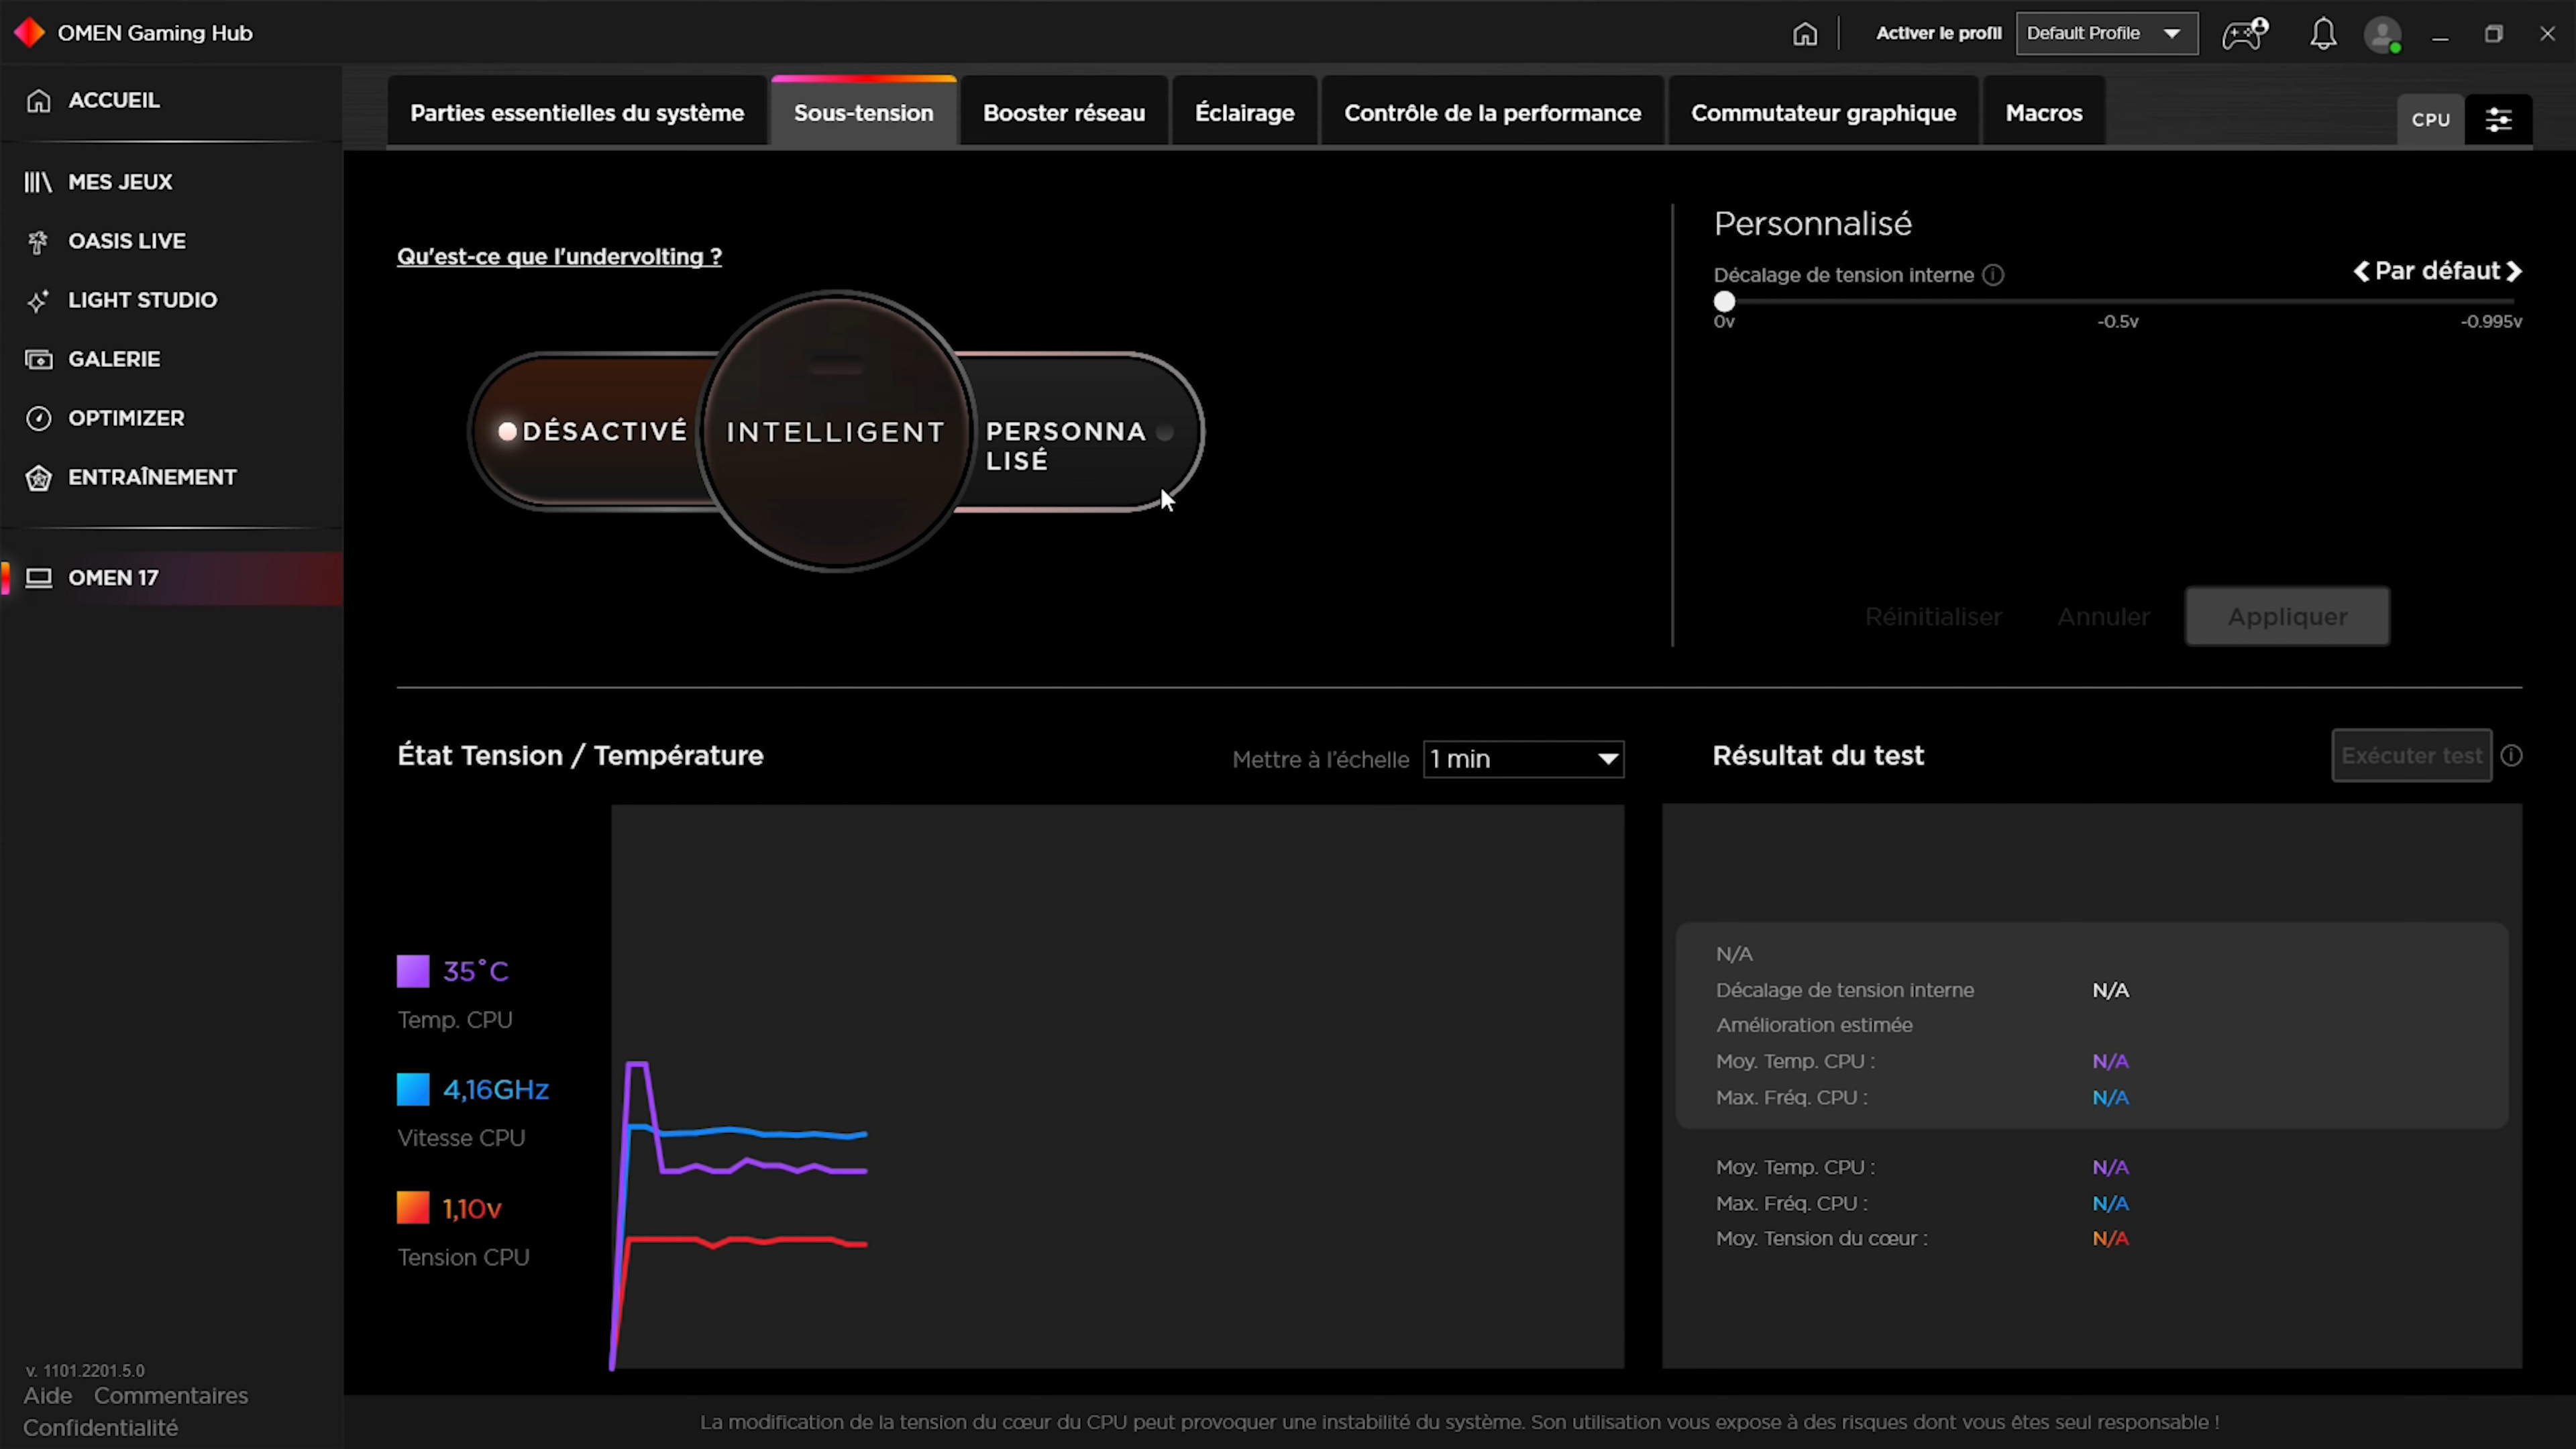 OMEN Gaming Hub
Activer le profil
Default Profile
ACCUEIL
MES JEUX
OASIS LIVE
LIGHT STUDIO
GALERIE
OPTIMIZER
ENTRAÎNEMENT
OMEN 17
Parties essentielles du système
Sous-tension
Booster réseau
Éclairage
Contrôle de la performance
Commutateur graphique
Macros
CPU
Qu'est-ce que l'undervolting ?
DÉSACTIVÉ
INTELLIGENT
PERSONNA
LISÉ
Personnalisé
Décalage de tension interne
Par défaut
0v
-0.5v
-0.995v
Réinitialiser
Annuler
Appliquer
État Tension / Température
Mettre à l'échelle
1 min
35°C
Temp. CPU
4,16GHz
Vitesse CPU
1,10v
Tension CPU
Résultat du test
Exécuter test
N/A
Décalage de tension interne N/A
Amélioration estimée
Moy. Temp. CPU : N/A
Max. Fréq. CPU : N/A
Moy. Temp. CPU : N/A
Max. Fréq. CPU : N/A
Moy. Tension du cœur : N/A
v. 1101.2201.5.0
Aide Commentaires
Confidentialité
La modification de la tension du cœur du CPU peut provoquer une instabilité du système. Son utilisation vous expose à des risques dont vous êtes seul responsable !